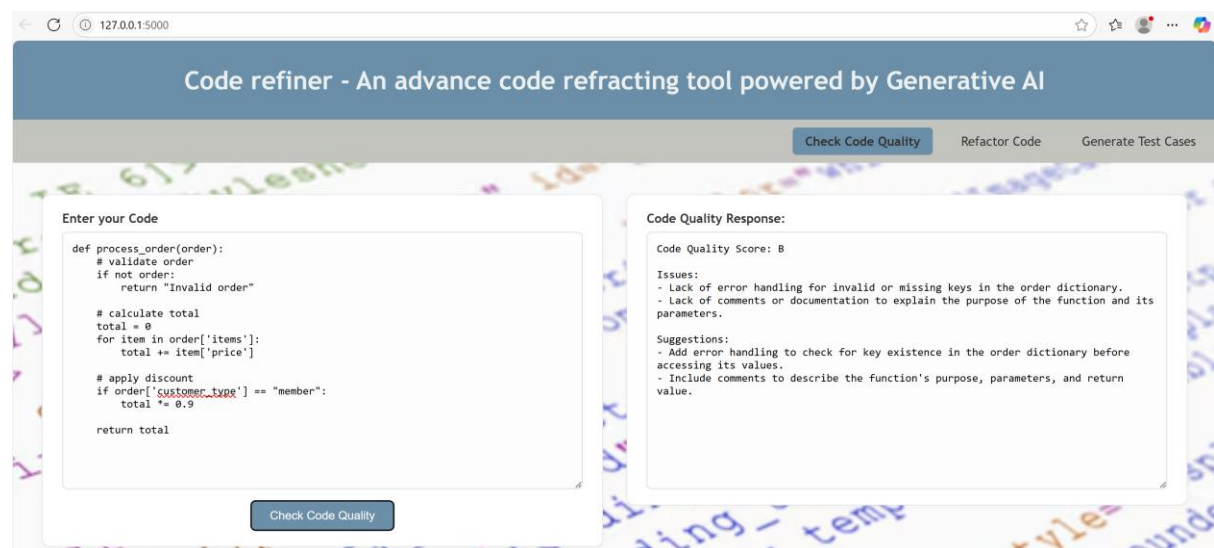 127.0.0.1:5000
Code refiner - An advance code refracting tool powered by Generative AI
Check Code Quality
Refactor Code
Generate Test Cases
Enter your Code
def process_order(order):
    # validate order
    if not order:
        return "Invalid order"
    # calculate total
    total = 0
    for item in order['items']:
        total += item['price']
    # apply discount
    if order['customer_type'] == "member":
        total *= 0.9
    return total
Check Code Quality
Code Quality Response:
Code Quality Score: B
Issues:
- Lack of error handling for invalid or missing keys in the order dictionary.
- Lack of comments or documentation to explain the purpose of the function and its
parameters.
Suggestions:
- Add error handling to check for key existence in the order dictionary before
accessing its values.
- Include comments to describe the function's purpose, parameters, and return
value.